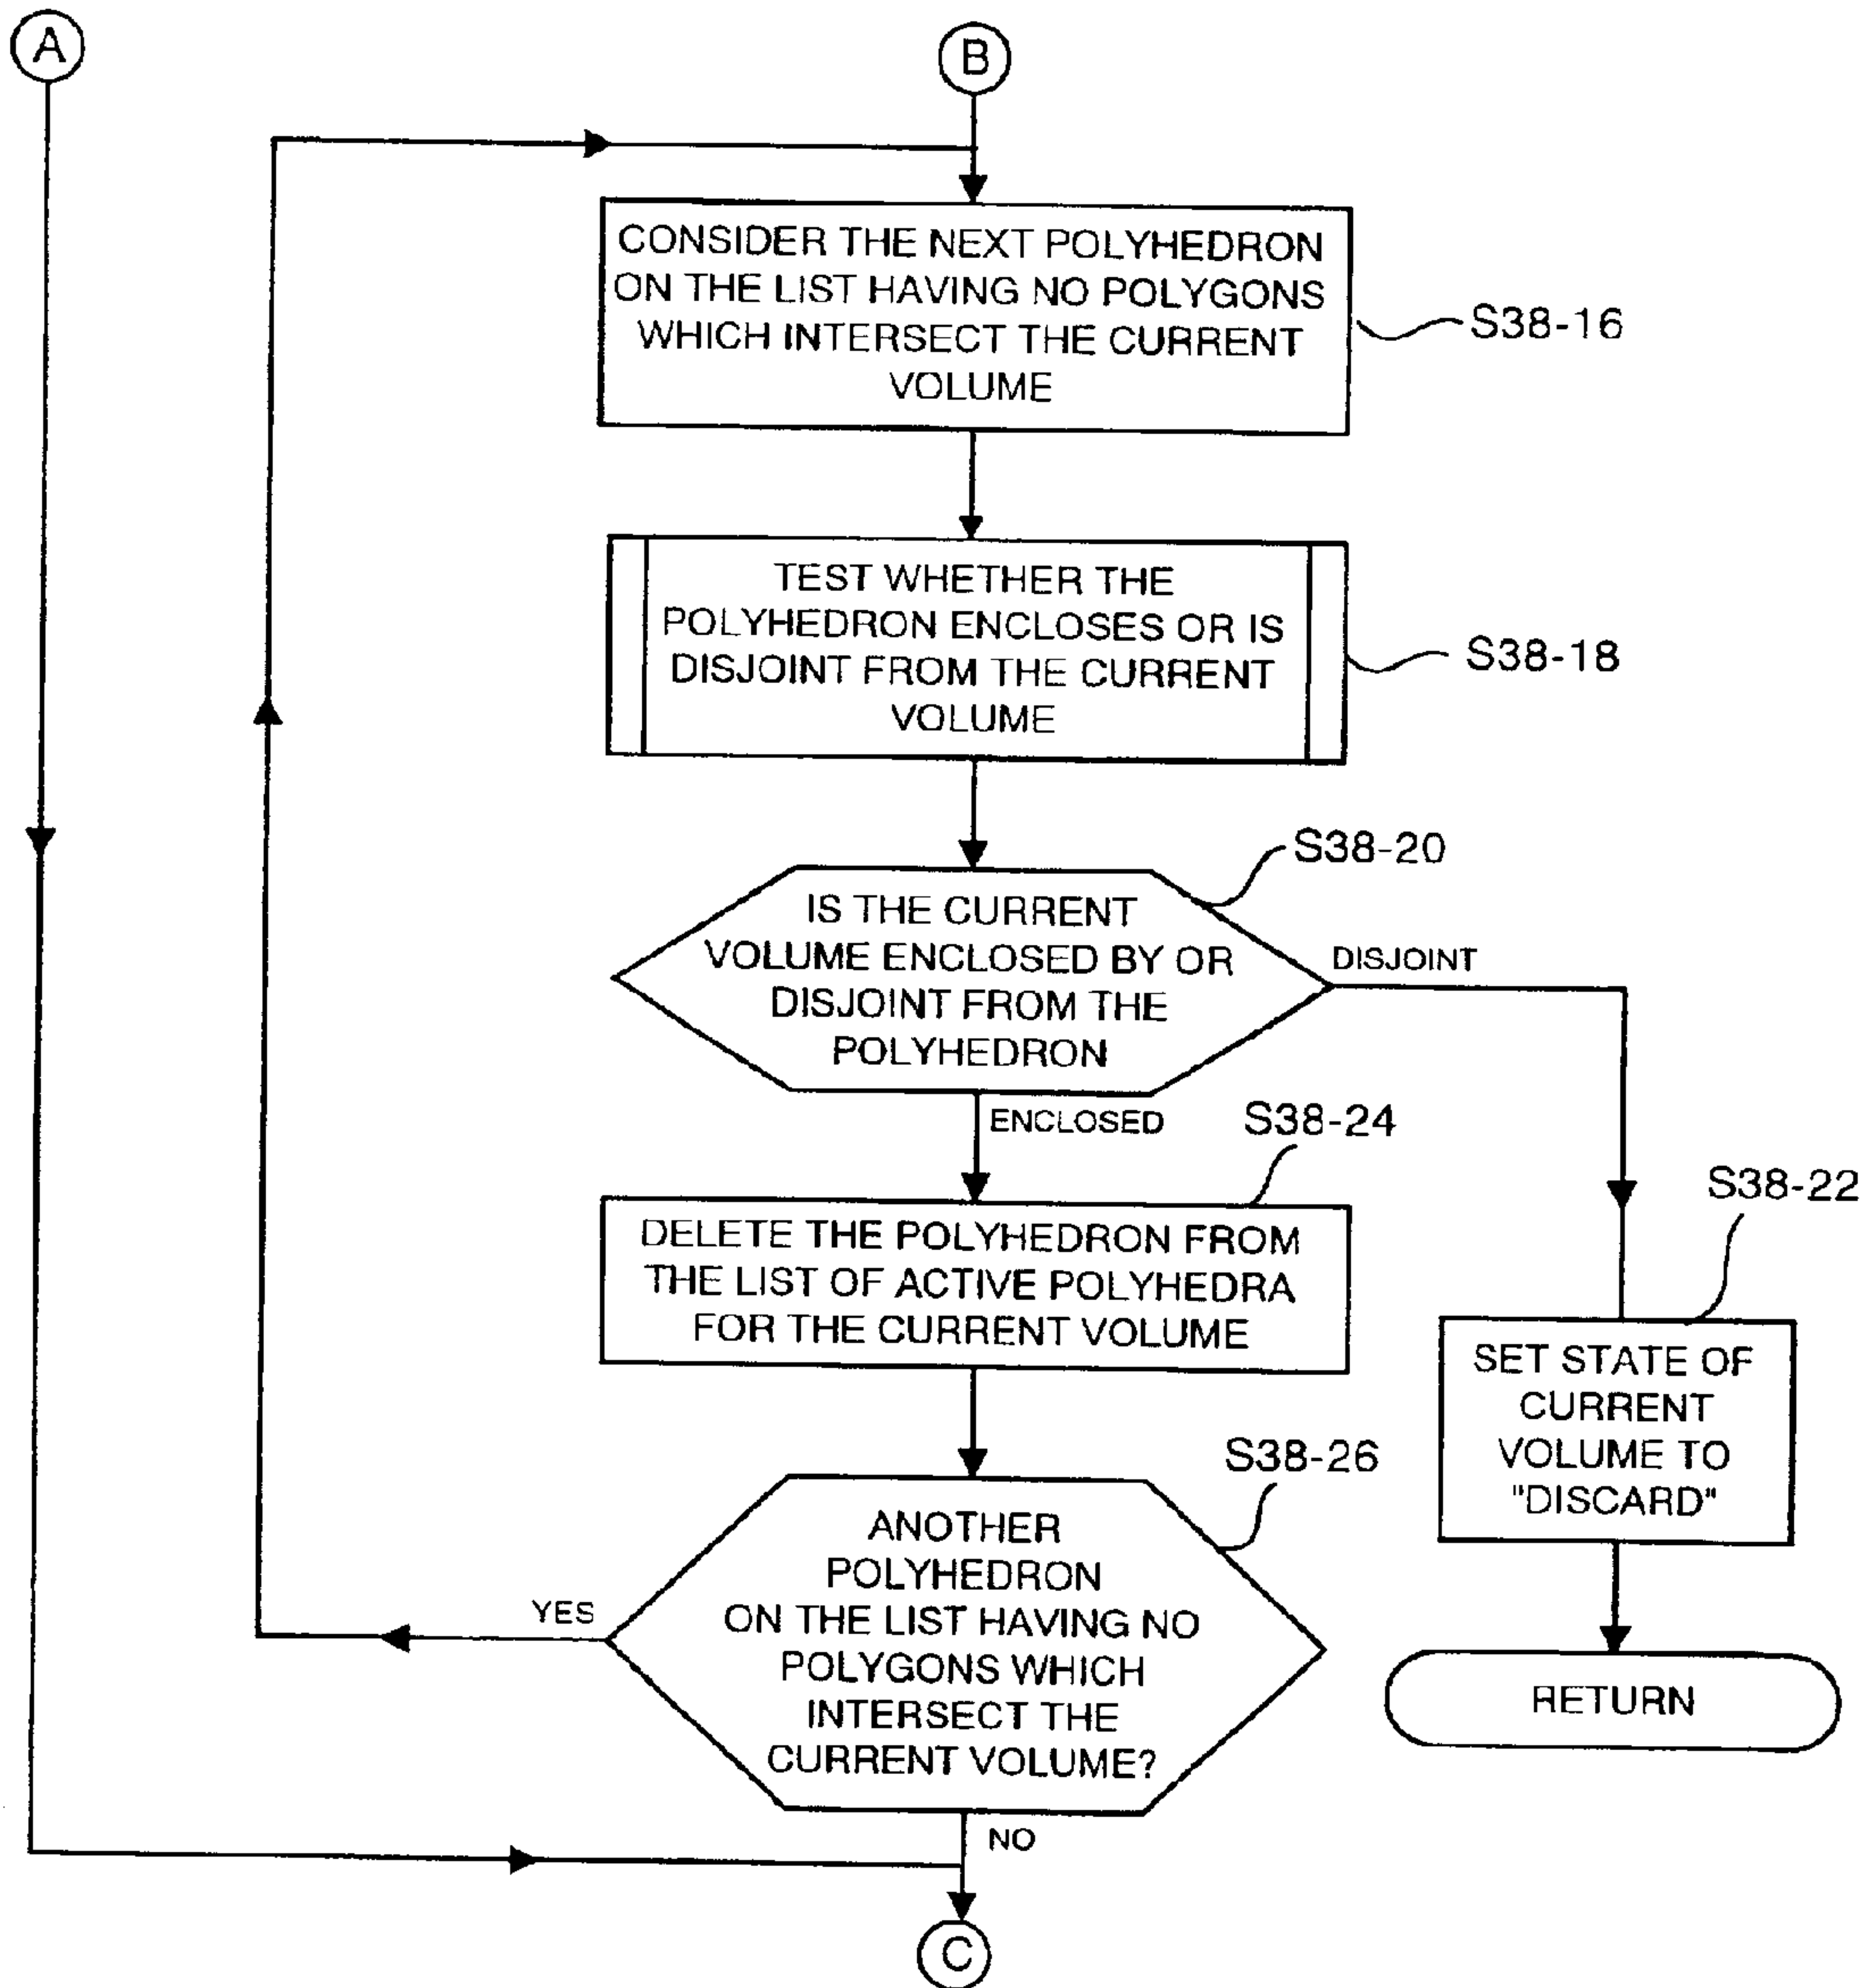 A
B
CONSIDER THE NEXT POLYHEDRON
ON THE LIST HAVING NO POLYGONS
WHICH INTERSECT THE CURRENT
VOLUME
S38-16
TEST WHETHER THE
POLYHEDRON ENCLOSES OR IS
DISJOINT FROM THE CURRENT
VOLUME
S38-18
S38-20
IS THE CURRENT
VOLUME ENCLOSED BY OR
DISJOINT FROM THE
POLYHEDRON
DISJOINT
ENCLOSED
S38-24
DELETE THE POLYHEDRON FROM
THE LIST OF ACTIVE POLYHEDRA
FOR THE CURRENT VOLUME
S38-22
SET STATE OF
CURRENT
VOLUME TO
"DISCARD"
RETURN
S38-26
ANOTHER
POLYHEDRON
ON THE LIST HAVING NO
POLYGONS WHICH
INTERSECT THE
CURRENT VOLUME?
YES
NO
C